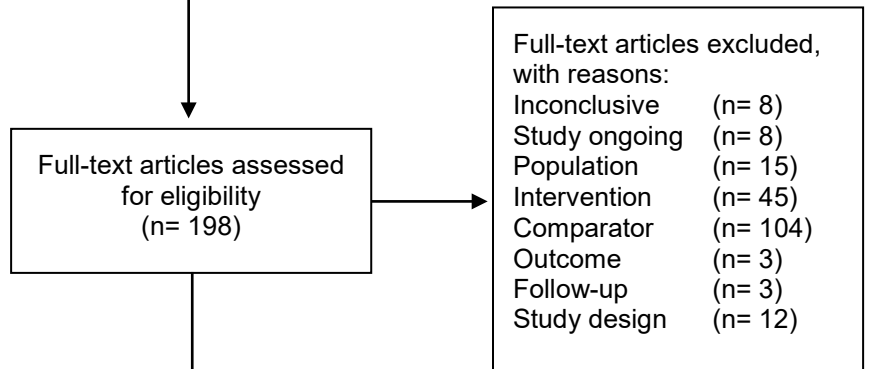 Full-text articles assessed
for eligibility
(n= 198)
Full-text articles excluded,
with reasons:
Inconclusive (n= 8)
Study ongoing (n= 8)
Population (n= 15)
Intervention (n= 45)
Comparator (n= 104)
Outcome (n= 3)
Follow-up (n= 3)
Study design (n= 12)